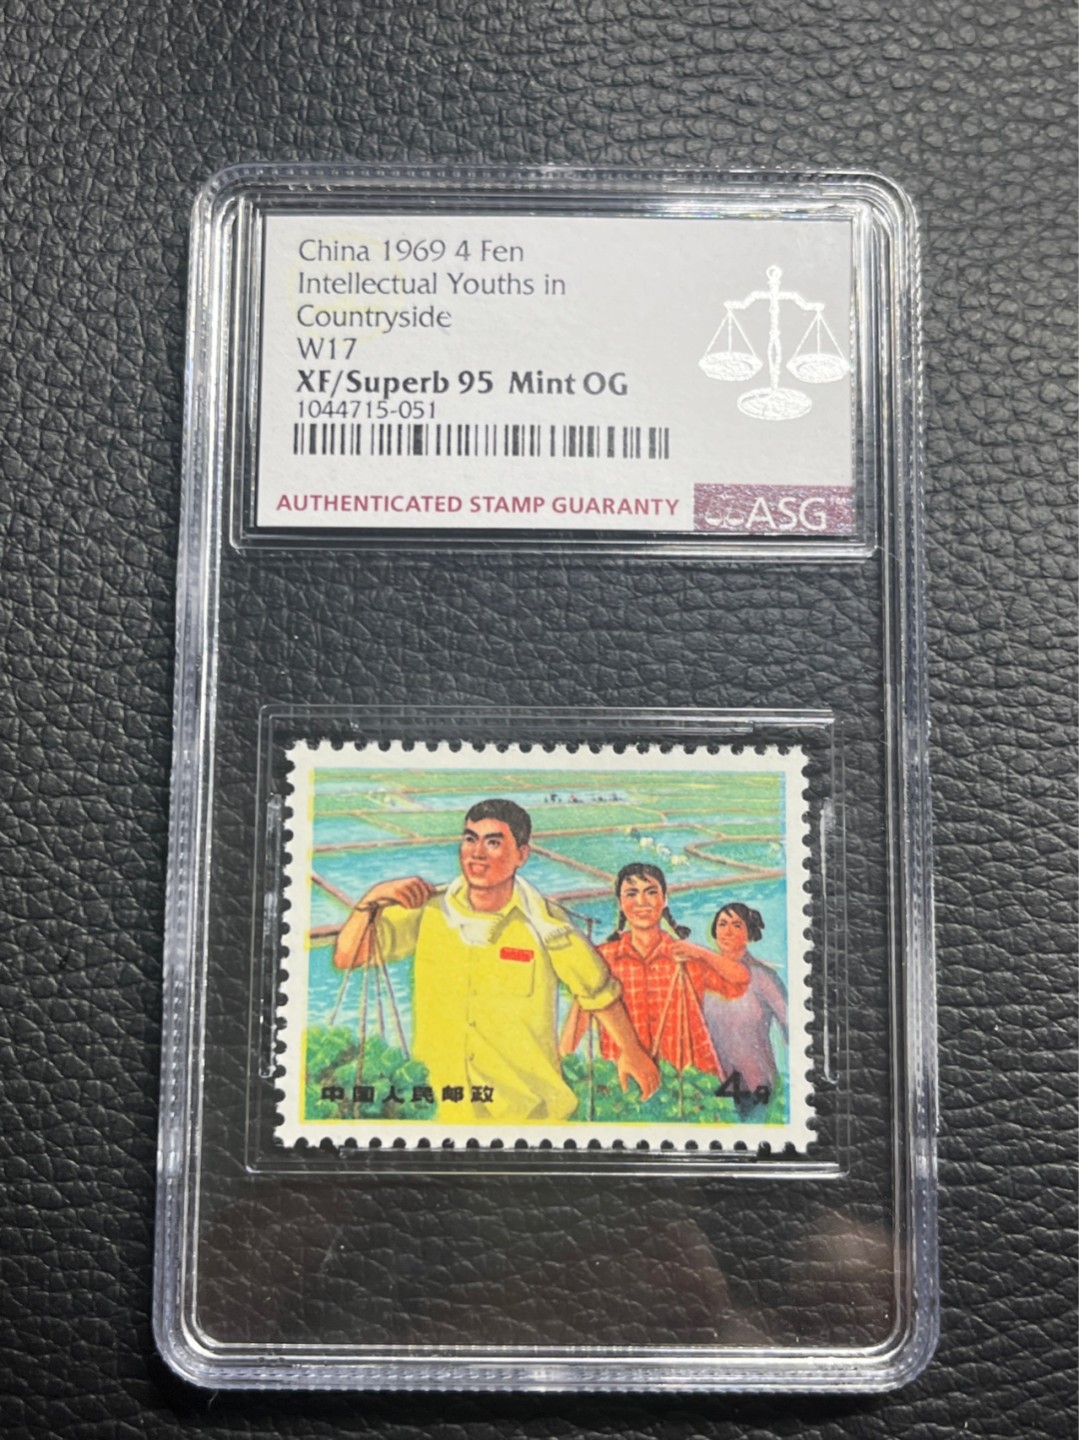 China 1969 4 Fen
Intellectual Youths in
Countryside
W17
XF/Superb 95 Mint OG
1044715-051
AUTHENTICATED STAMP GUARANTY
ASG
中国人民邮政
4分